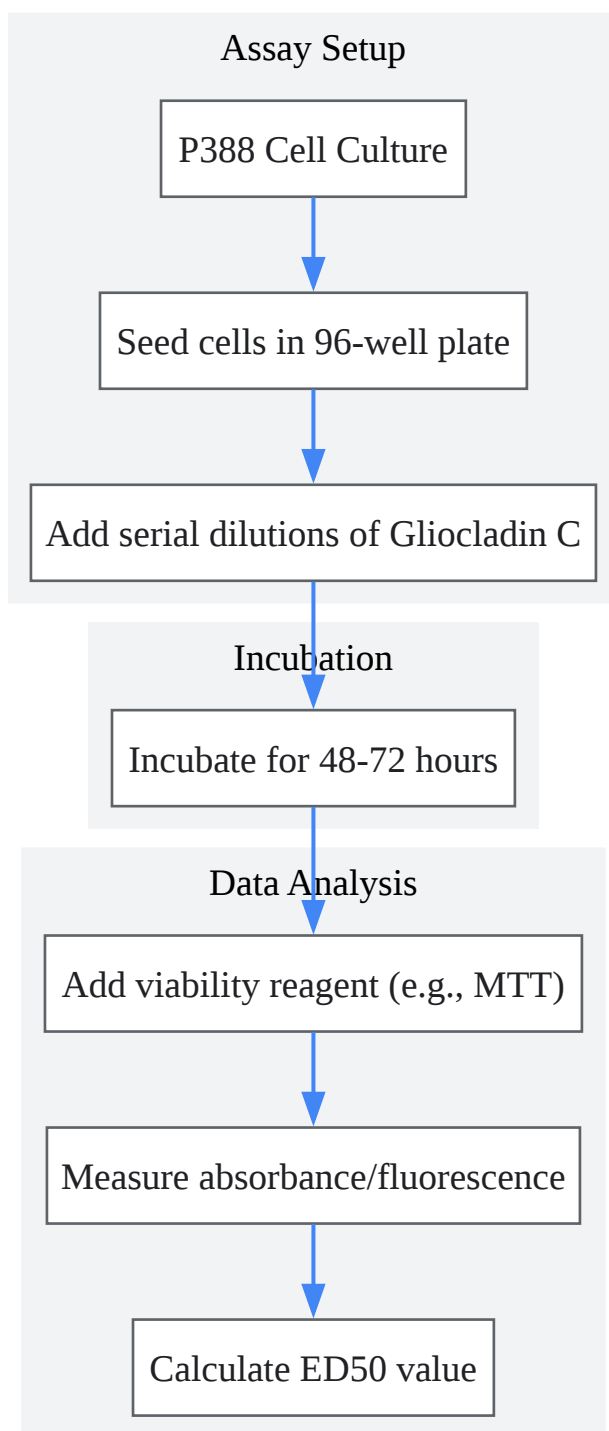 Assay Setup
P388 Cell Culture
Seed cells in 96-well plate
Add serial dilutions of Gliocladin C
Incubation
Incubate for 48-72 hours
Data Analysis
Add viability reagent (e.g., MTT)
Measure absorbance/fluorescence
Calculate ED50 value